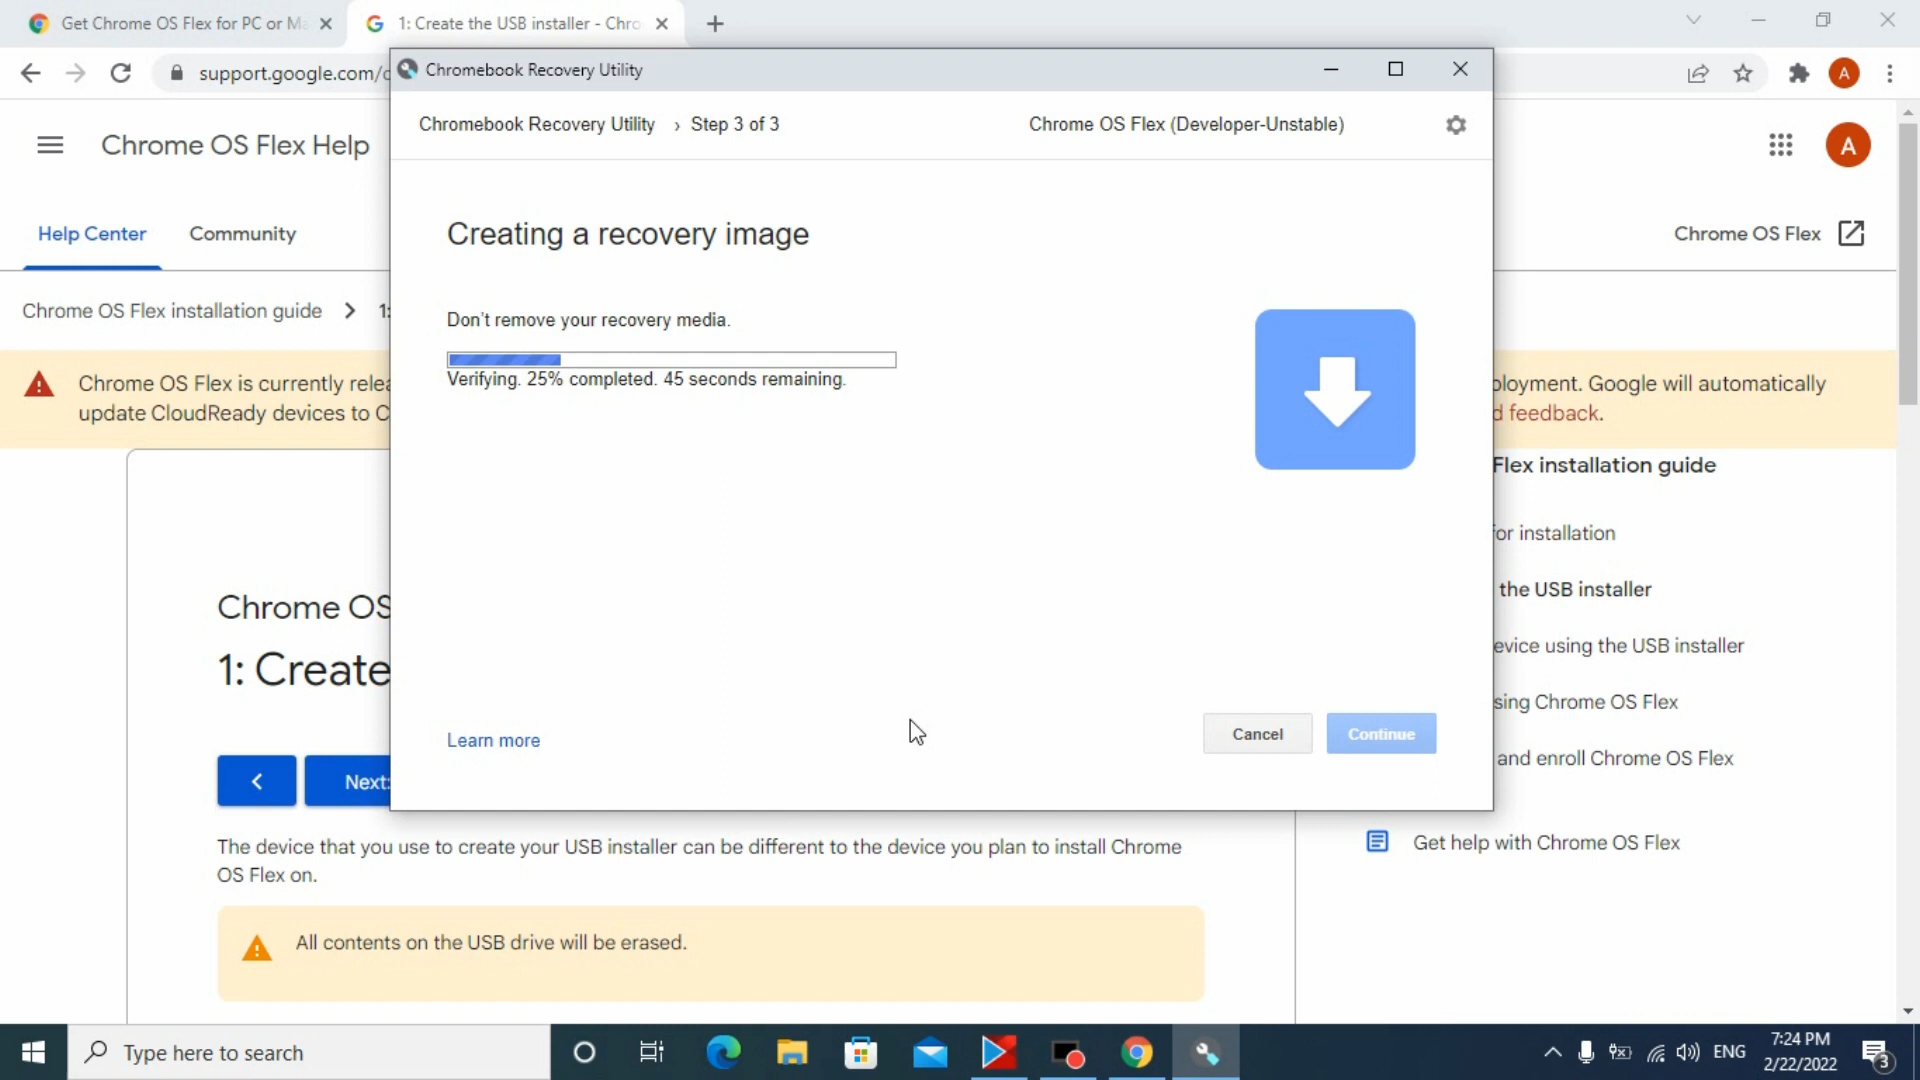 Get Chrome OS Flex for PC or Ma
1: Create the USB installer - Chro
support.google.com/c
A
Chromebook Recovery Utility
Chromebook Recovery Utility › Step 3 of 3
Chrome OS Flex (Developer-Unstable)
Chrome OS Flex Help
A
Creating a recovery image
Help Center
Community
Chrome OS Flex
Chrome OS Flex installation guide
1:
Don't remove your recovery media.
Verifying. 25% completed. 45 seconds remaining.
Chrome OS Flex is currently relea
ployment. Google will automatically
update CloudReady devices to C
d feedback.
Flex installation guide
for installation
the USB installer
Chrome OS
evice using the USB installer
1: Create
sing Chrome OS Flex
Learn more
Cancel
Continue
and enroll Chrome OS Flex
Next:
Get help with Chrome OS Flex
The device that you use to create your USB installer can be different to the device you plan to install Chrome
OS Flex on.
All contents on the USB drive will be erased.
Type here to search
ENG
7:24 PM
2/22/2022
3